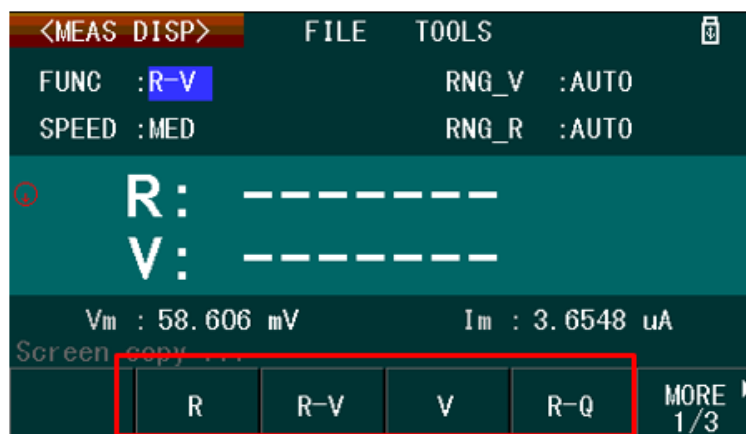 <MEAS DISP> FILE TOOLS
FUNC :R-V RNG_V :AUTO
SPEED :MED RNG_R :AUTO
R: -------
V: -------
Vm : 58.606 mV Im : 3.6548 uA
Screen copy ...
R R-V V R-Q MORE
1/3